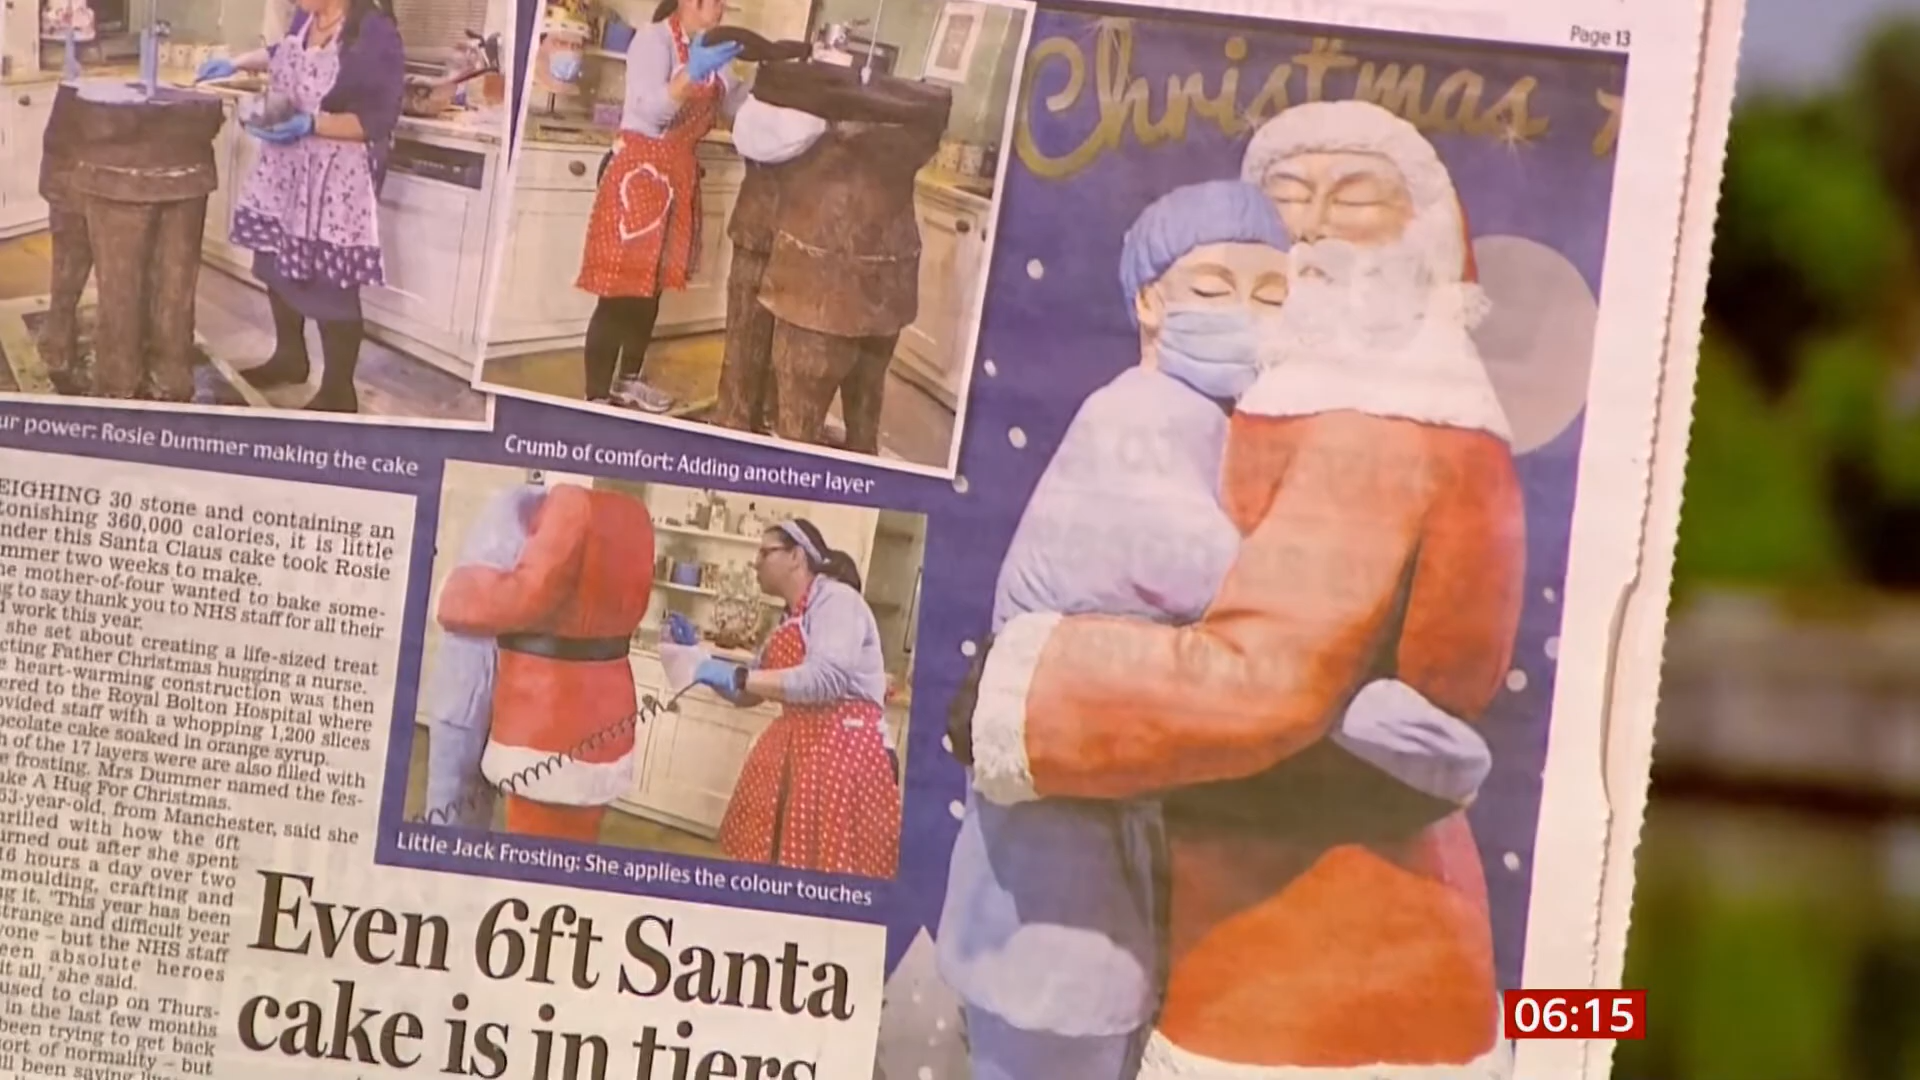 Page 13
Christmas
ur power: Rosie Dummer making the cake
Crumb of comfort: Adding another layer
EIGHING 30 stone and containing an
tonishing 360,000 calories, it is little
nder this Santa Claus cake took Rosie
mmer two weeks to make.
he mother-of-four wanted to bake some-
g to say thank you to NHS staff for all their
d work this year.
she set about creating a life-sized treat
cting Father Christmas hugging a nurse.
e heart-warming construction was then
ered to the Royal Bolton Hospital where
ovided staff with a whopping 1,200 slices
ocolate cake soaked in orange syrup.
h of the 17 layers were also filled with
e frosting. Mrs Dummer named the fes-
ake A Hug For Christmas.
53-year-old, from Manchester, said she
hrilled with how the 6ft
urned out after she spent
16 hours a day over two
moulding, crafting and
g it. 'This year has been
trange and difficult year
yone – but the NHS staff
een absolute heroes
it all,' she said.
used to clap on Thurs-
in the last few months
been trying to get back
ort of normality – but
ll been saying
Little Jack Frosting: She applies the colour touches
Even 6ft Santa
cake is in tiers
06:15